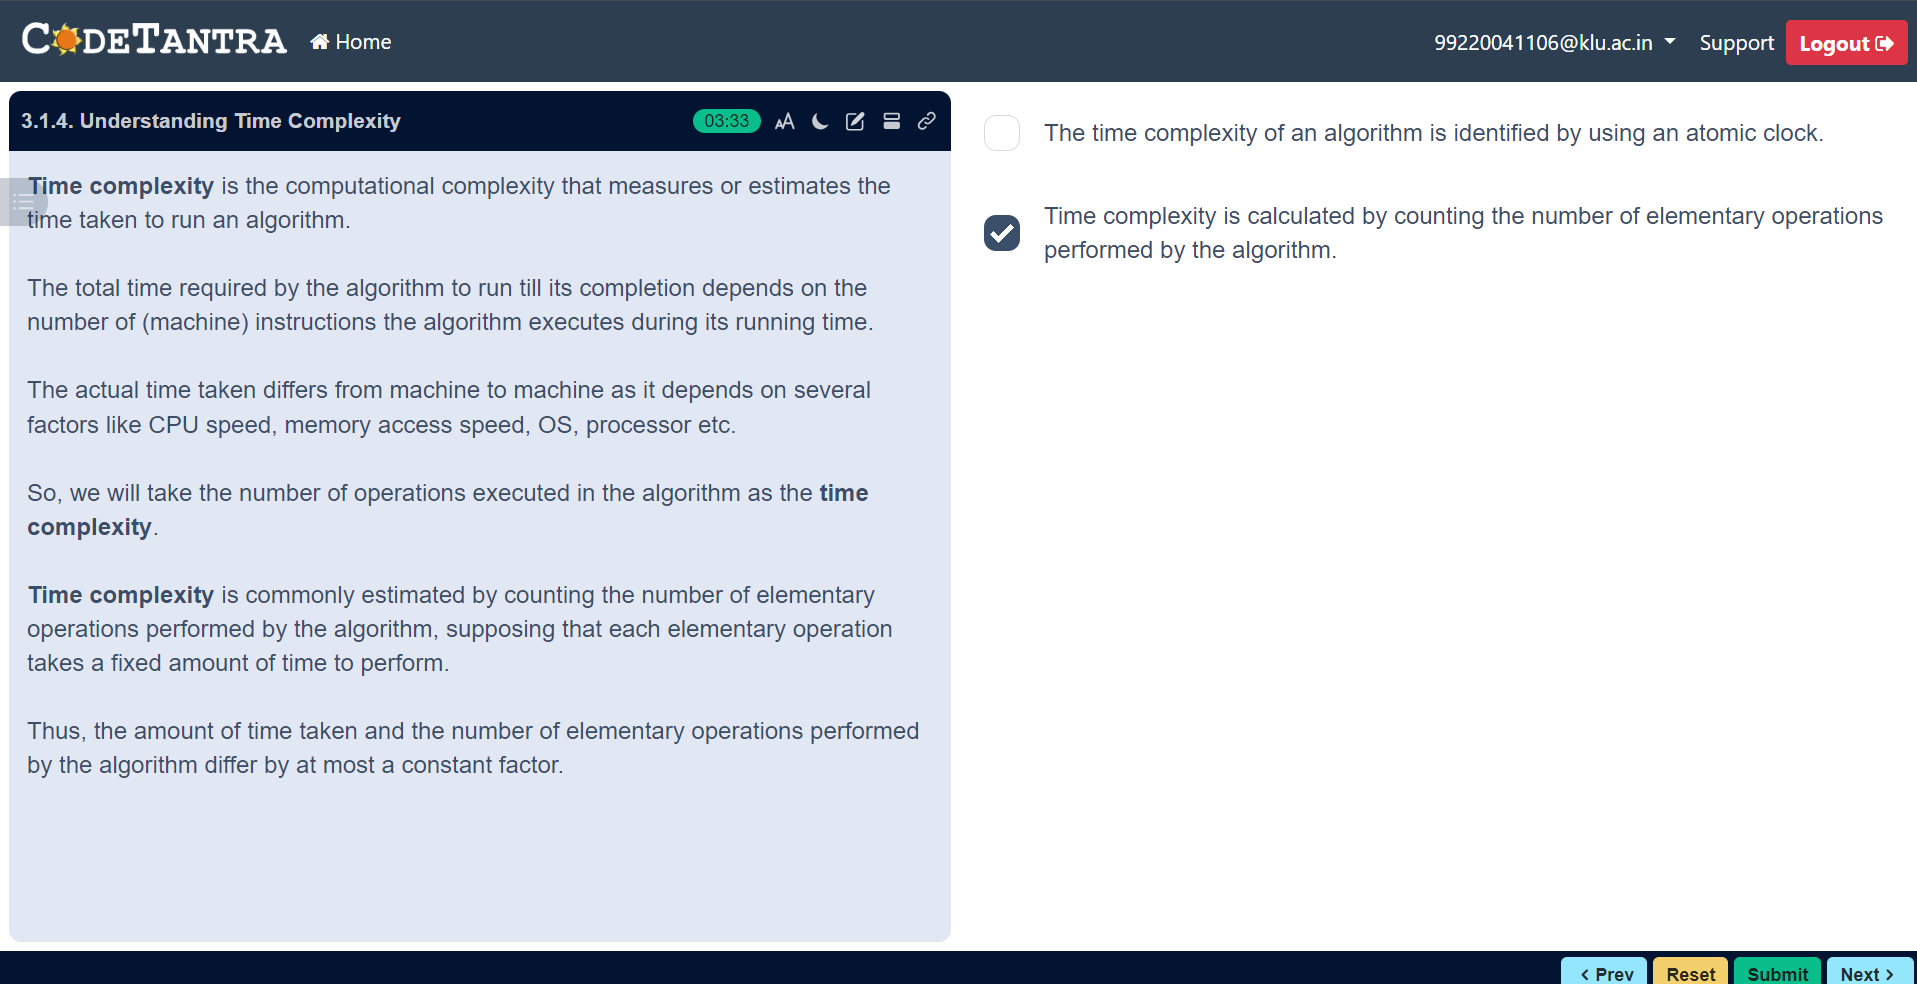 CODETANTRA Home 99220041106@klu.ac.in Support Logout
3.1.4. Understanding Time Complexity 03:33 AA
Time complexity is the computational complexity that measures or estimates the
time taken to run an algorithm.
The total time required by the algorithm to run till its completion depends on the
number of (machine) instructions the algorithm executes during its running time.
The actual time taken differs from machine to machine as it depends on several
factors like CPU speed, memory access speed, OS, processor etc.
So, we will take the number of operations executed in the algorithm as the time
complexity.
Time complexity is commonly estimated by counting the number of elementary
operations performed by the algorithm, supposing that each elementary operation
takes a fixed amount of time to perform.
Thus, the amount of time taken and the number of elementary operations performed
by the algorithm differ by at most a constant factor.
The time complexity of an algorithm is identified by using an atomic clock.
Time complexity is calculated by counting the number of elementary operations
performed by the algorithm.
< Prev Reset Submit Next >